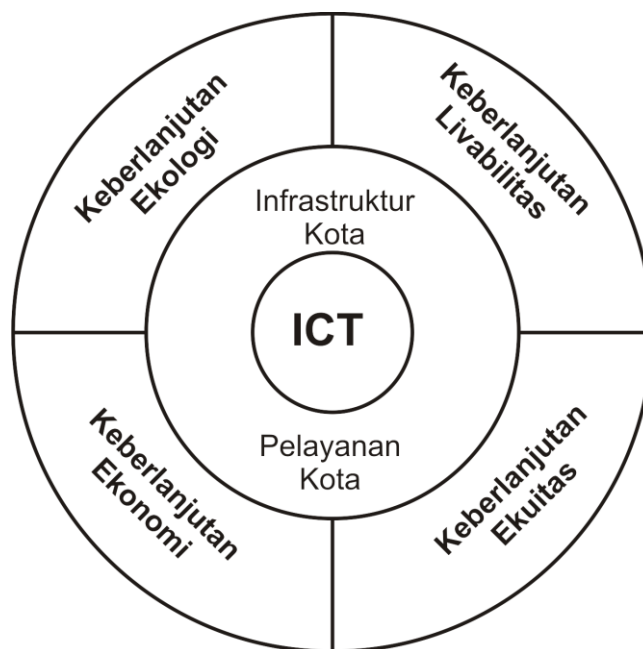 Keberlanjutan
Ekologi
Keberlanjutan
Livabilitas
Infrastruktur
Kota
ICT
Pelayanan
Kota
Keberlanjutan
Ekonomi
Keberlanjutan
Ekuitas